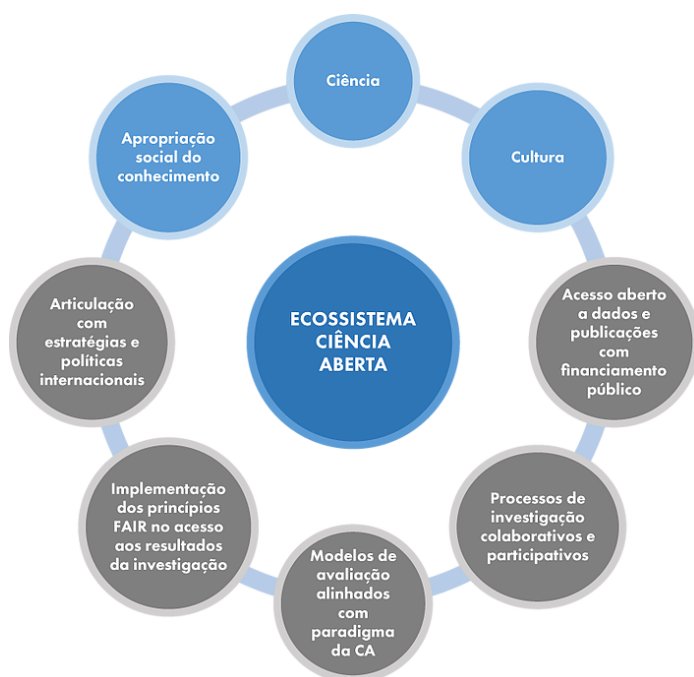 Ciência
Cultura
Acesso aberto
a dados e
publicações
com
financiamento
público
Processos de
investigação
colaborativos e
participativos
Modelos de
avaliação
alinhados
com
paradigma
da CA
Implementação
dos princípios
FAIR no acesso
aos resultados
da investigação
Articulação
com
estratégias e
políticas
internacionais
Apropriação
social do
conhecimento
ECOSSISTEMA
CIÊNCIA
ABERTA